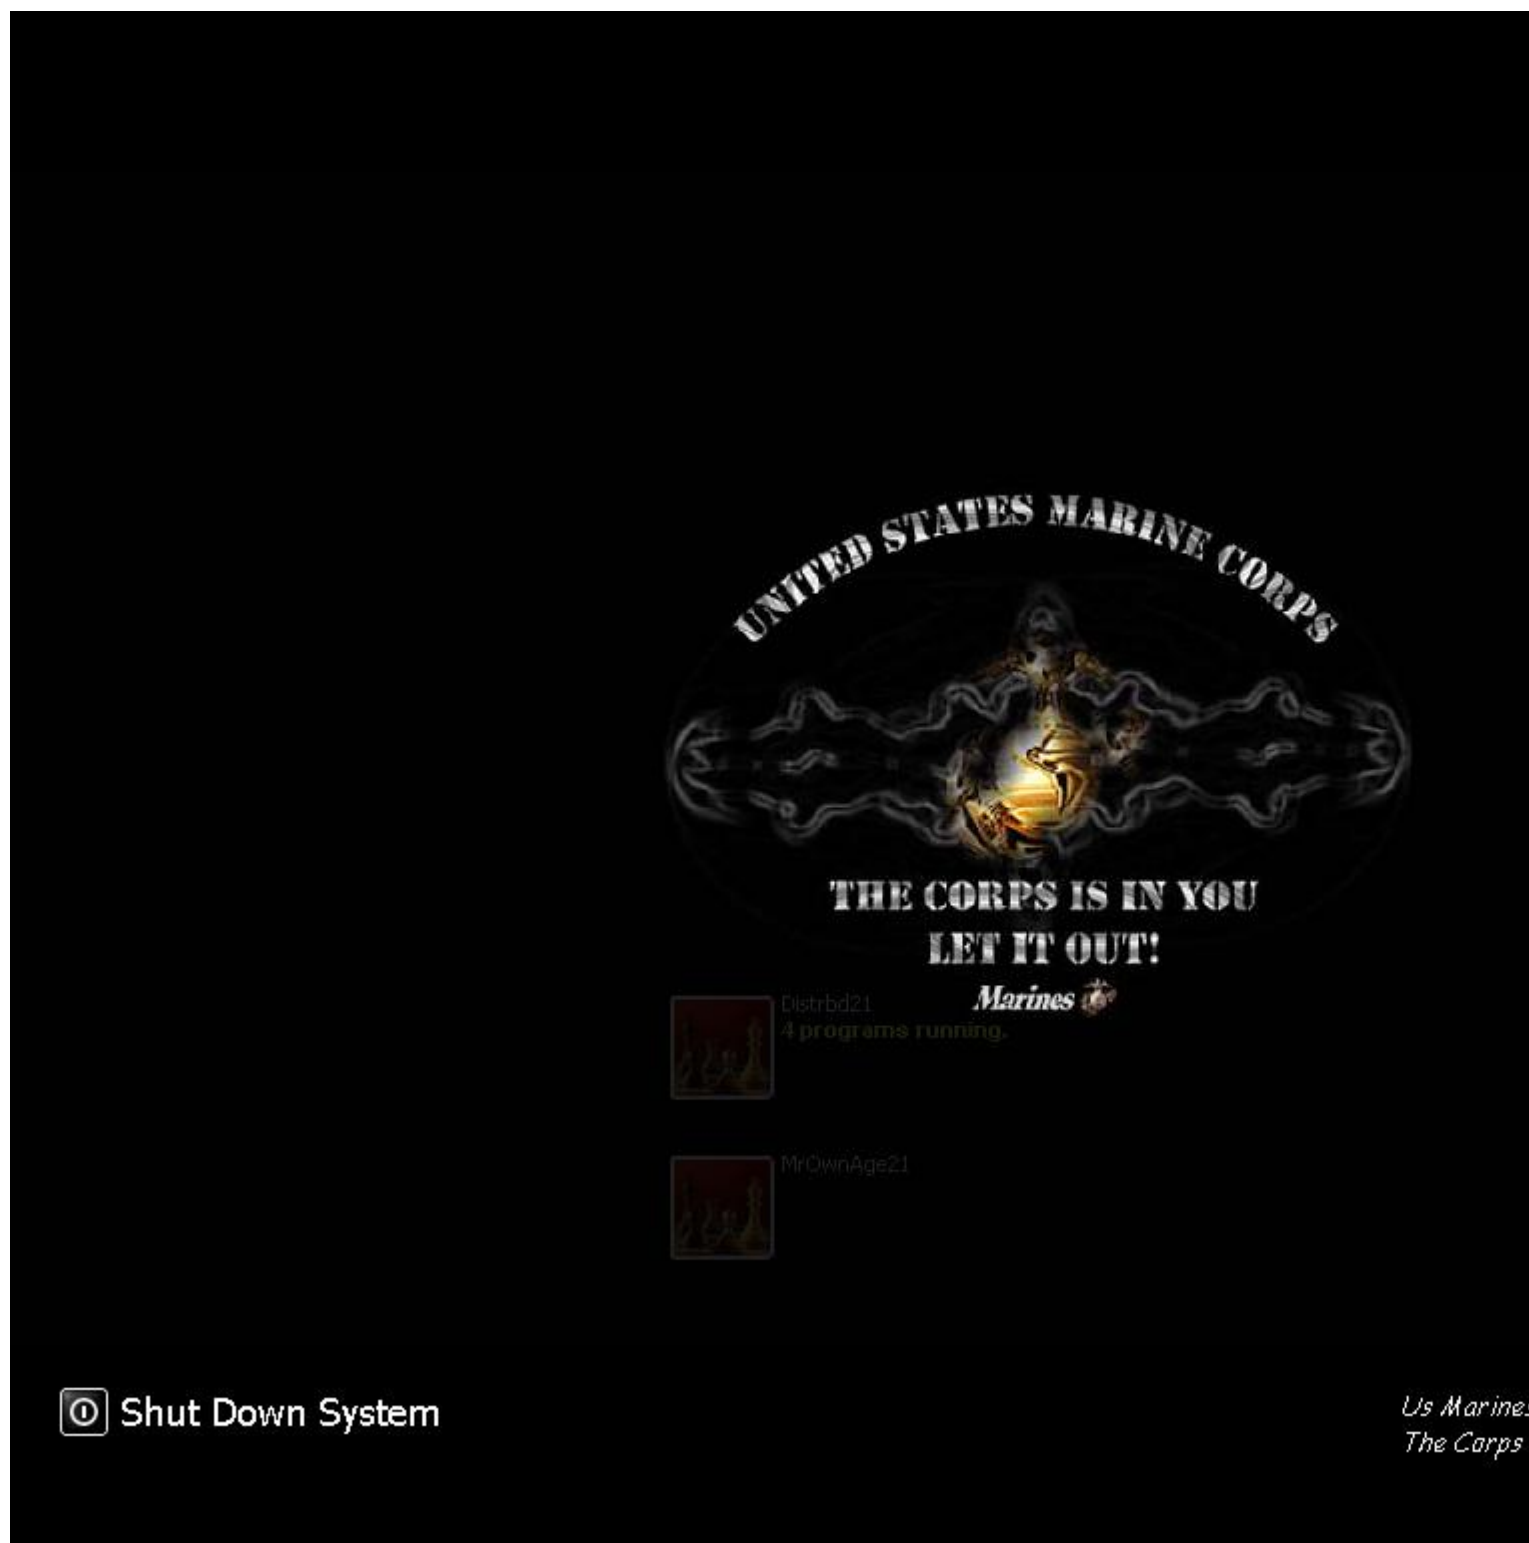 UNITED STATES MARINE CORPS
THE CORPS IS IN YOU
LET IT OUT!
Marines
Distrbd21
4 programs running.
MrOwnAge21
Shut Down System
Us Marines
The Corps